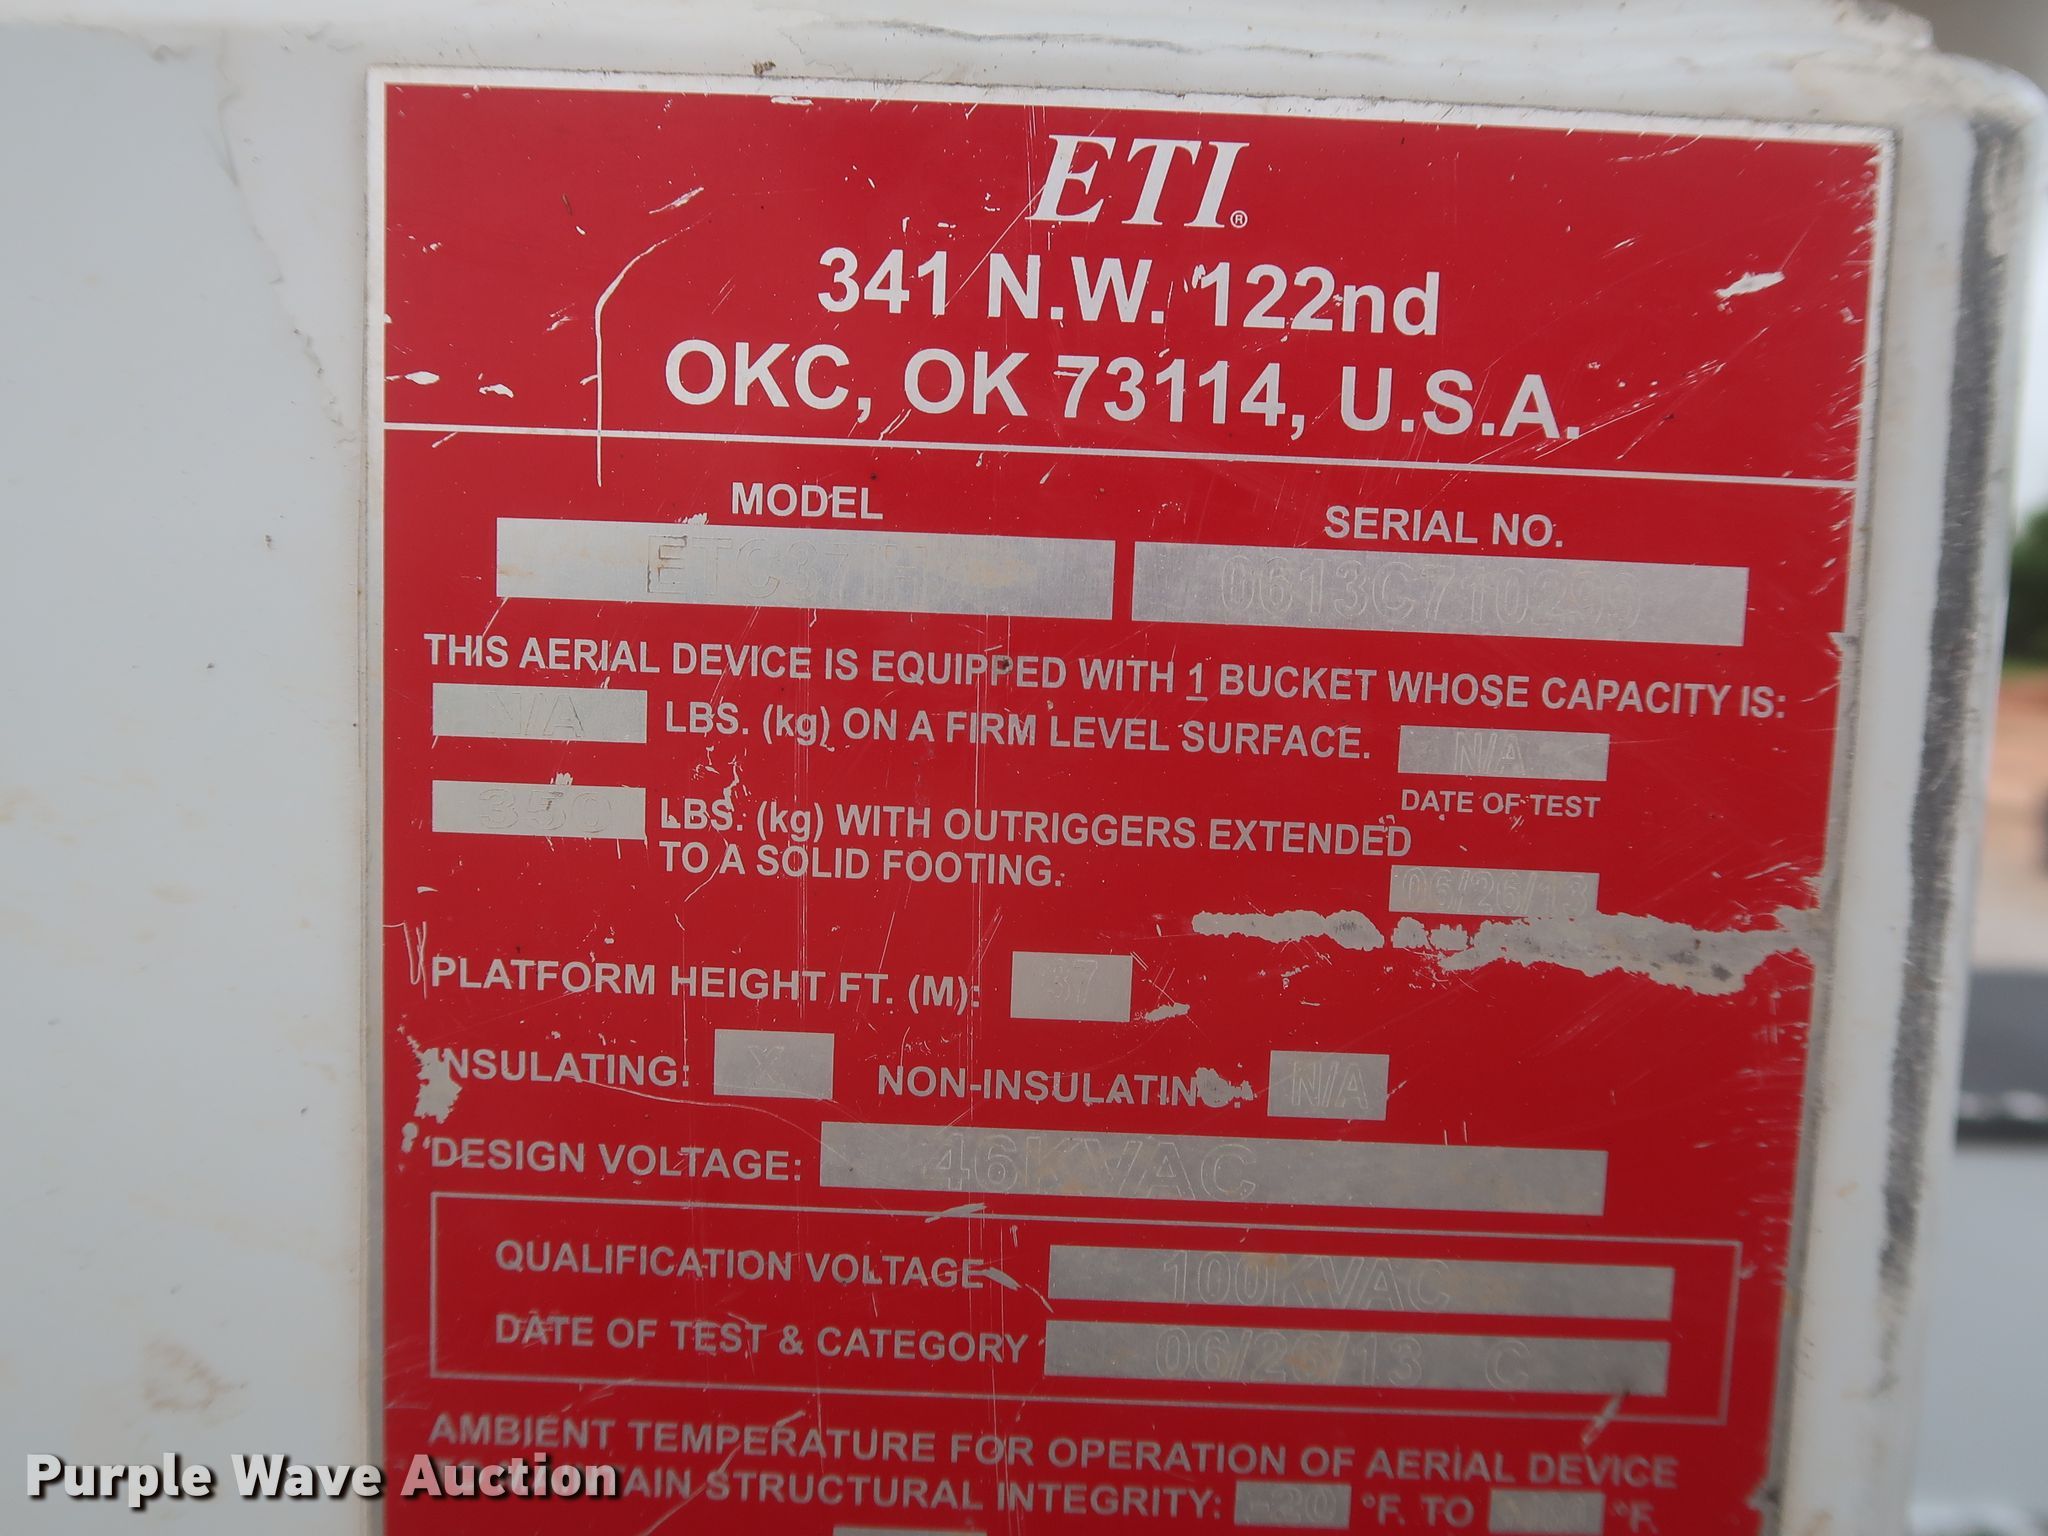 ETI®
341 N.W. 122nd
OKC, OK 73114, U.S.A.
MODEL SERIAL NO.
ETC37IH 0613C710299
THIS AERIAL DEVICE IS EQUIPPED WITH 1 BUCKET WHOSE CAPACITY IS:
N/A LBS. (kg) ON A FIRM LEVEL SURFACE. N/A
DATE OF TEST
350 LBS. (kg) WITH OUTRIGGERS EXTENDED
TO A SOLID FOOTING. 06/26/13
PLATFORM HEIGHT FT. (M): 37
INSULATING: X NON-INSULATING: N/A
DESIGN VOLTAGE: 46KVAC
QUALIFICATION VOLTAGE 100KVAC
DATE OF TEST & CATEGORY 06/26/13 C
AMBIENT TEMPERATURE FOR OPERATION OF AERIAL DEVICE
STRUCTURAL INTEGRITY: -20 °F. TO °F.
Purple Wave Auction